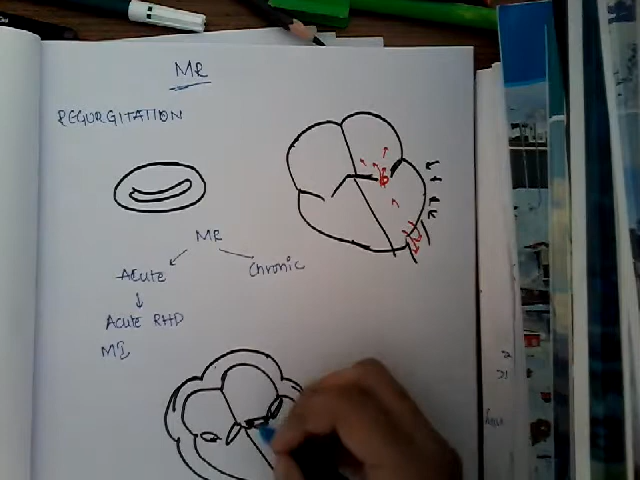 MR
REGURGITATION
MR
Acute
Chronic
Acute RHD
MI